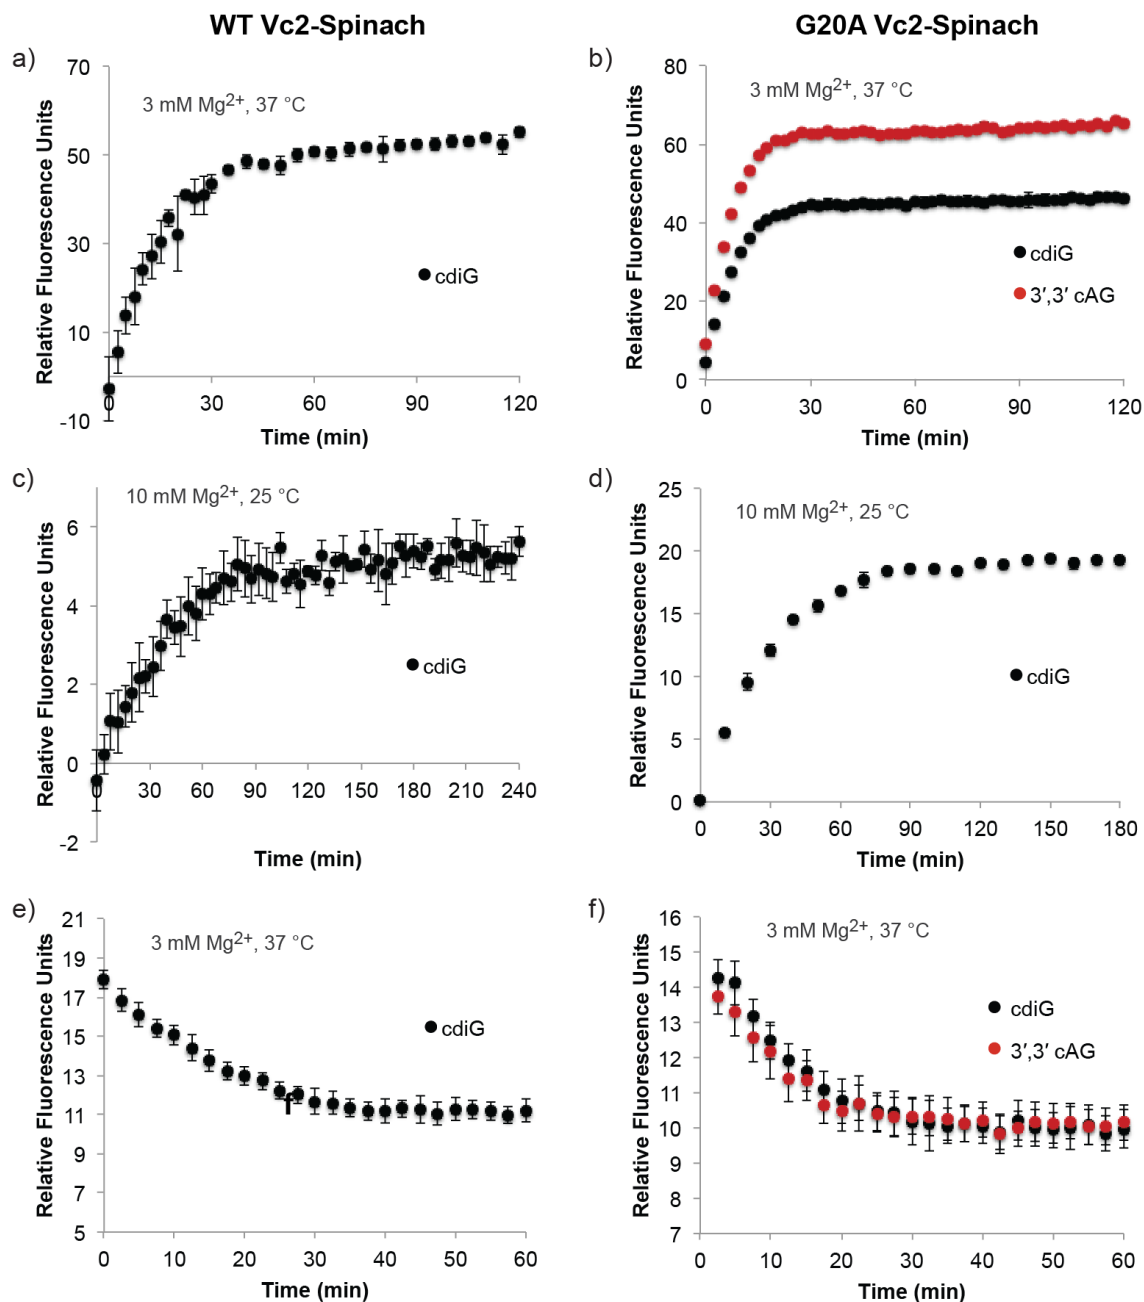 WT Vc2-Spinach
G20A Vc2-Spinach
a)
Relative Fluorescence Units
70
50
30
10
-10
3 mM Mg2+, 37 °C
cdiG
0 30 60 90 120
Time (min)
b)
Relative Fluorescence Units
80
60
40
20
0
3 mM Mg2+, 37 °C
cdiG
3′,3′ cAG
0 30 60 90 120
Time (min)
c)
Relative Fluorescence Units
6
4
2
0
-2
10 mM Mg2+, 25 °C
cdiG
0 30 60 90 120 150 180 210 240
Time (min)
d)
Relative Fluorescence Units
25
20
15
10
5
0
10 mM Mg2+, 25 °C
cdiG
0 30 60 90 120 150 180
Time (min)
e)
Relative Fluorescence Units
21
19
17
15
13
11
9
7
5
3 mM Mg2+, 37 °C
cdiG
f
0 10 20 30 40 50 60
Time (min)
f)
Relative Fluorescence Units
16
15
14
13
12
11
10
9
8
7
3 mM Mg2+, 37 °C
cdiG
3′,3′ cAG
0 10 20 30 40 50 60
Time (min)